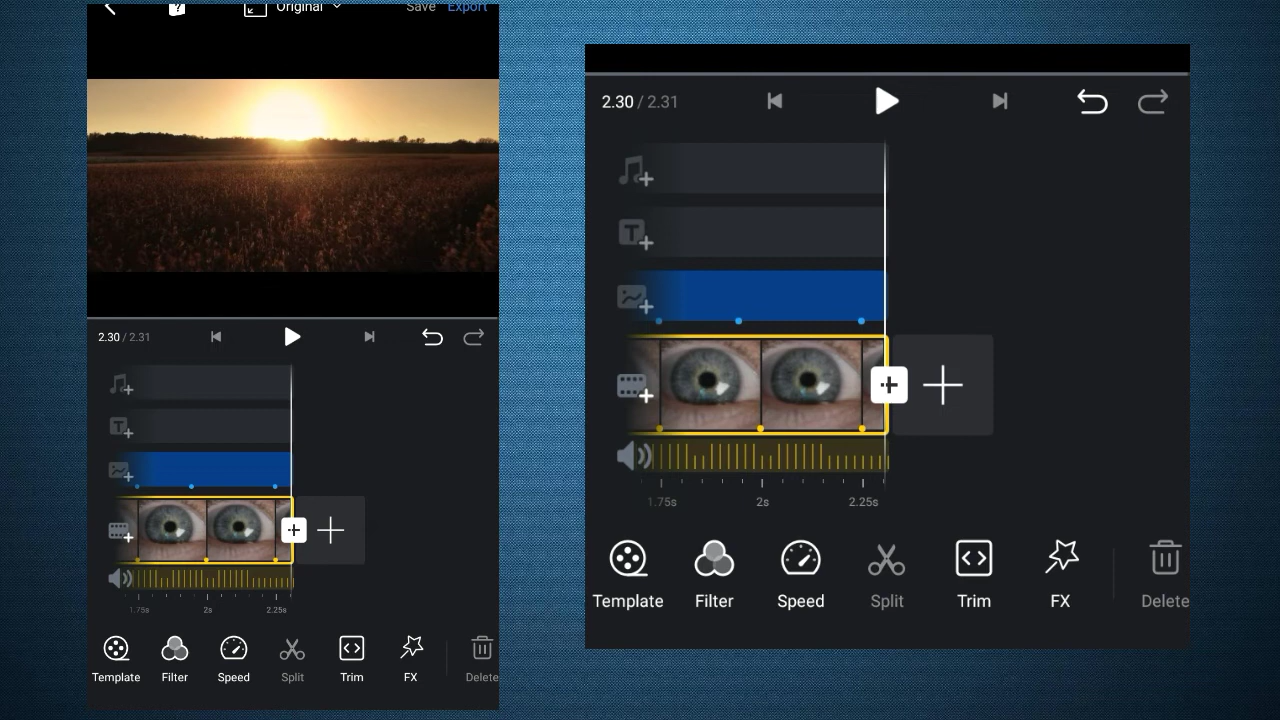 Original Save Export
2.30 / 2.31
T
1.75s 2s 2.25s
Template Filter Speed Split Trim FX Delete
2.30 / 2.31
T
1.75s 2s 2.25s
Template Filter Speed Split Trim FX Delete